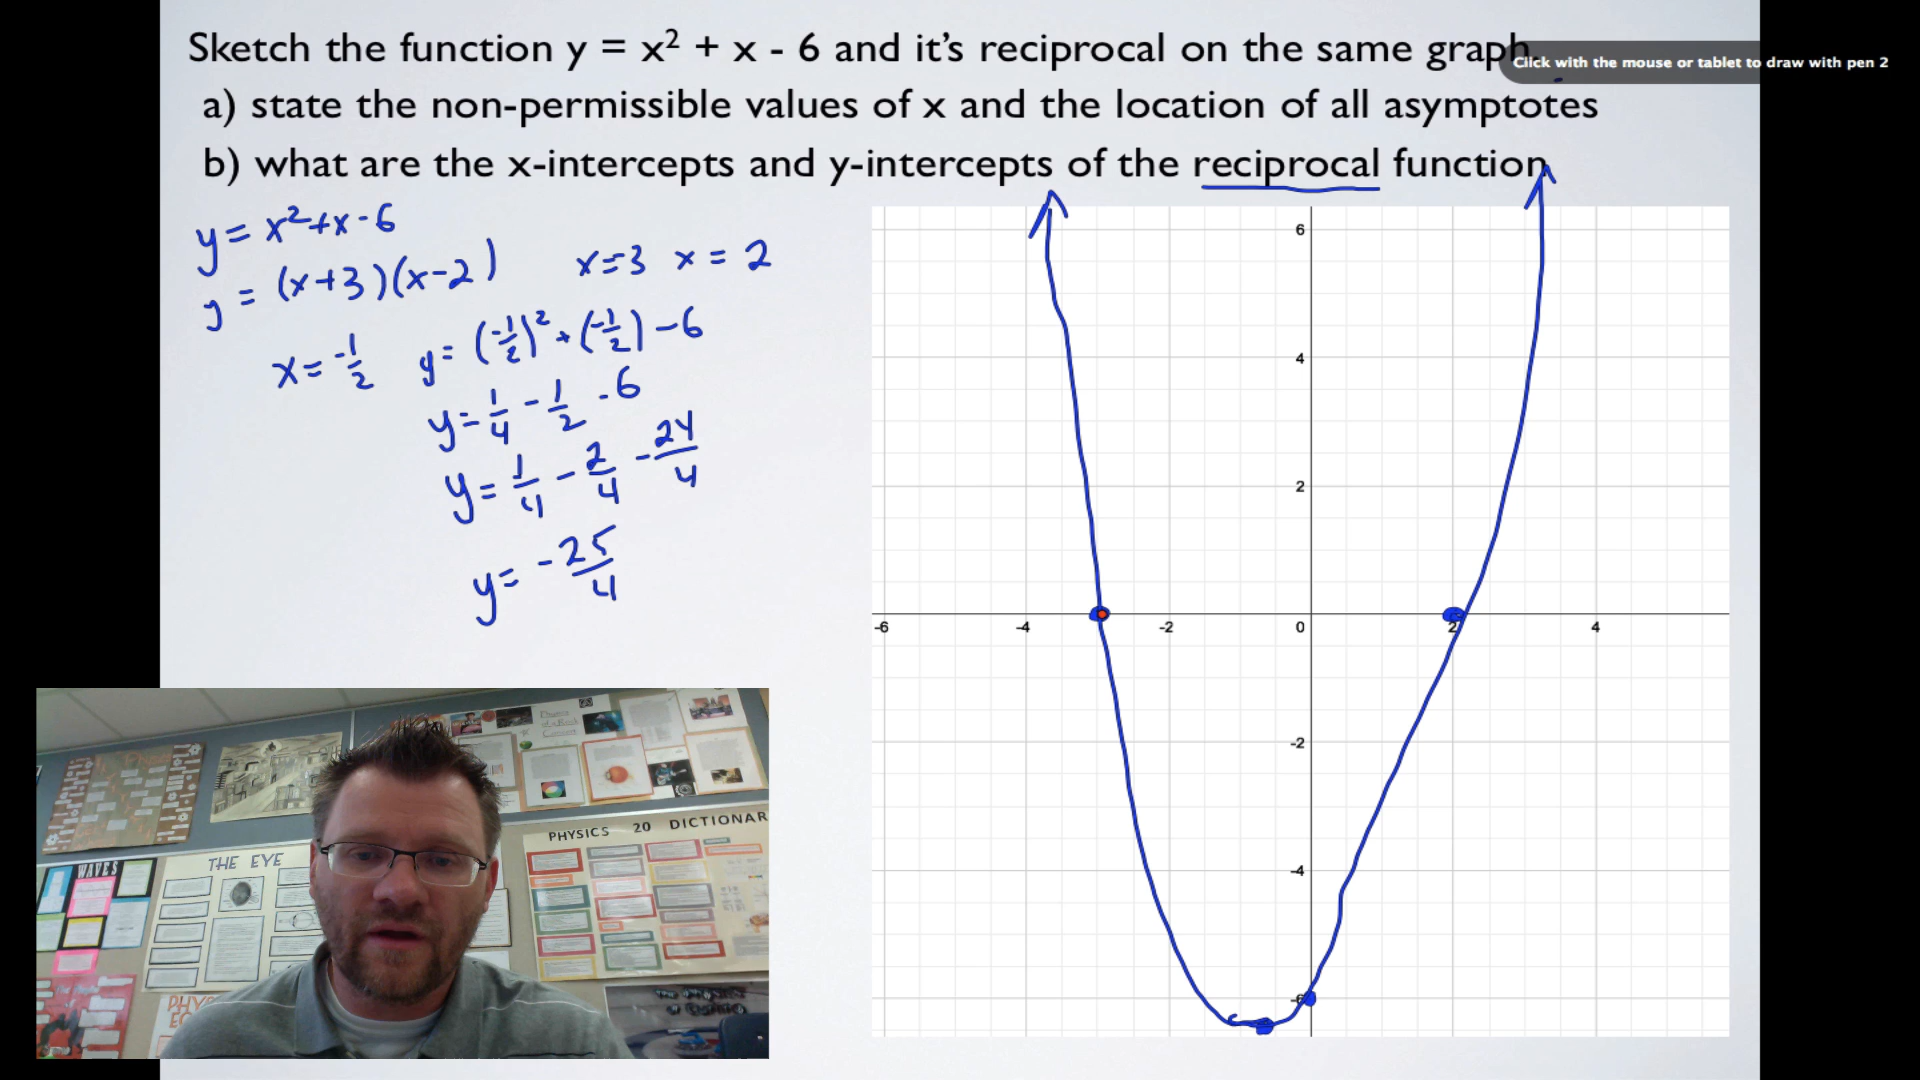 Sketch the function y = x² + x - 6 and it's reciprocal on the same graph.
Click with the mouse or tablet to draw with pen 2
a) state the non-permissible values of x and the location of all asymptotes
b) what are the x-intercepts and y-intercepts of the reciprocal function
y = x²+x-6
y = (x+3)(x-2) x=-3 x = 2
x = -1/2 y = (-1/2)² + (-1/2) - 6
y = 1/4 - 1/2 - 6
y = 1/4 - 2/4 - 24/4
y = -25/4
6
4
2
-6 -4 -2 0 2 4
-2
-4
-6
PHYSICS 20 DICTIONAR
THE EYE
WAVES